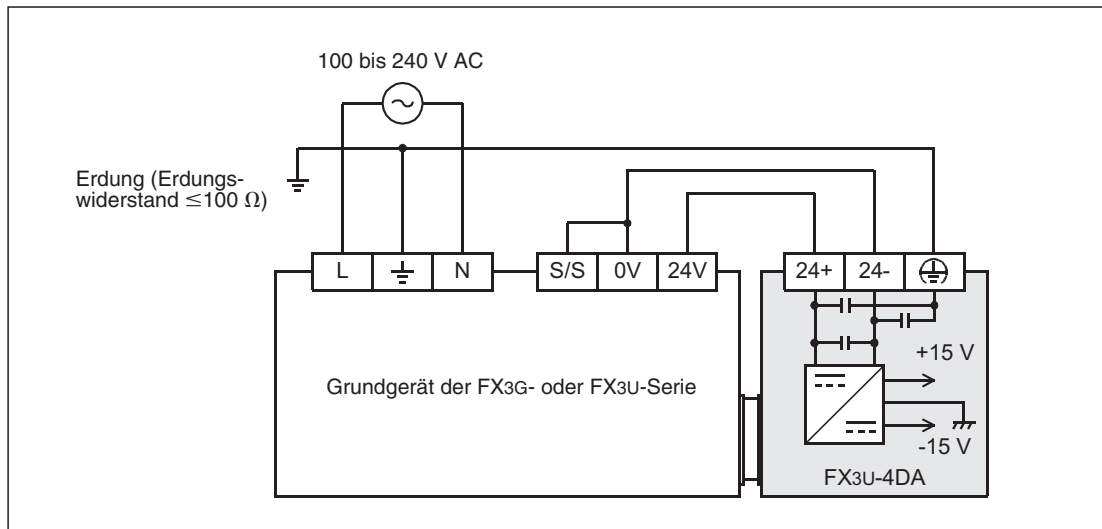 100 bis 240 V AC
Erdung (Erdungs-
widerstand ≦100 Ω)
L
N
S/S
0V
24V
24+
24-
+15 V
Grundgerät der FX3G- oder FX3U-Serie
-15 V
FX3U-4DA